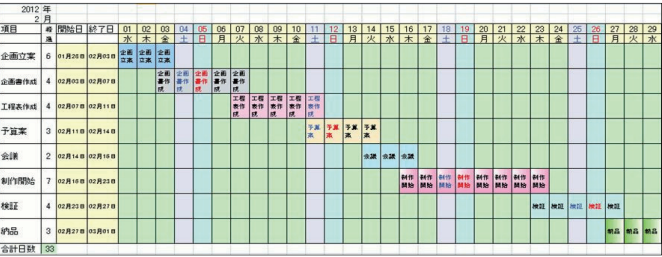 2012 年
2 月
項目 時満 開始日 終了日 01 02 03 04 05 06 07 08 09 10 11 12 13 14 15 16 17 18 19 20 21 22 23 24 25 26 27 28 29
水 木 金 土 日 月 火 水 木 金 土 日 月 火 水 木 金 土 日 月 火 水 木 金 土 日 月 火 水
企画立案 6 01月28日 02月03日 企画立案 企画立案 企画立案
企画書作成 4 02月03日 02月07日 企画書作成 企画書作成 企画書作成 企画書作成 企画書作成
工程表作成 4 02月07日 02月11日 工程表作成 工程表作成 工程表作成 工程表作成 工程表作成
予算案 3 02月11日 02月14日 予算案 予算案 予算案 予算案
会議 2 02月14日 02月16日 会議 会議 会議
制作開始 7 02月16日 02月23日 制作開始 制作開始 制作開始 制作開始 制作開始 制作開始 制作開始 制作開始
検証 4 02月23日 02月27日 検証 検証 検証 検証 検証
納品 3 02月27日 03月01日 納品 納品 納品
合計日数 33